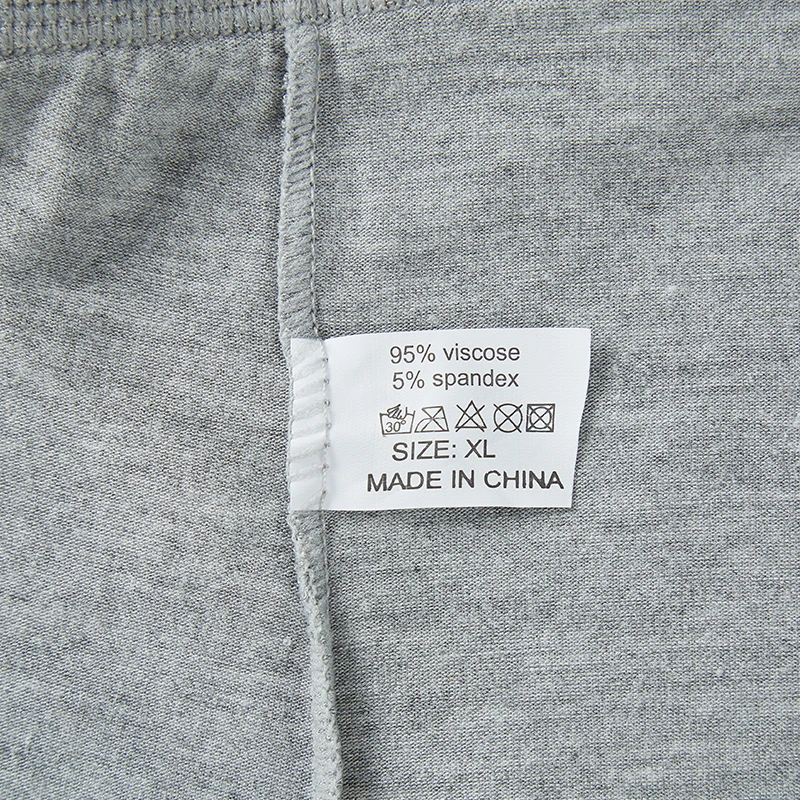 95% viscose
5% spandex
30°
SIZE: XL
MADE IN CHINA